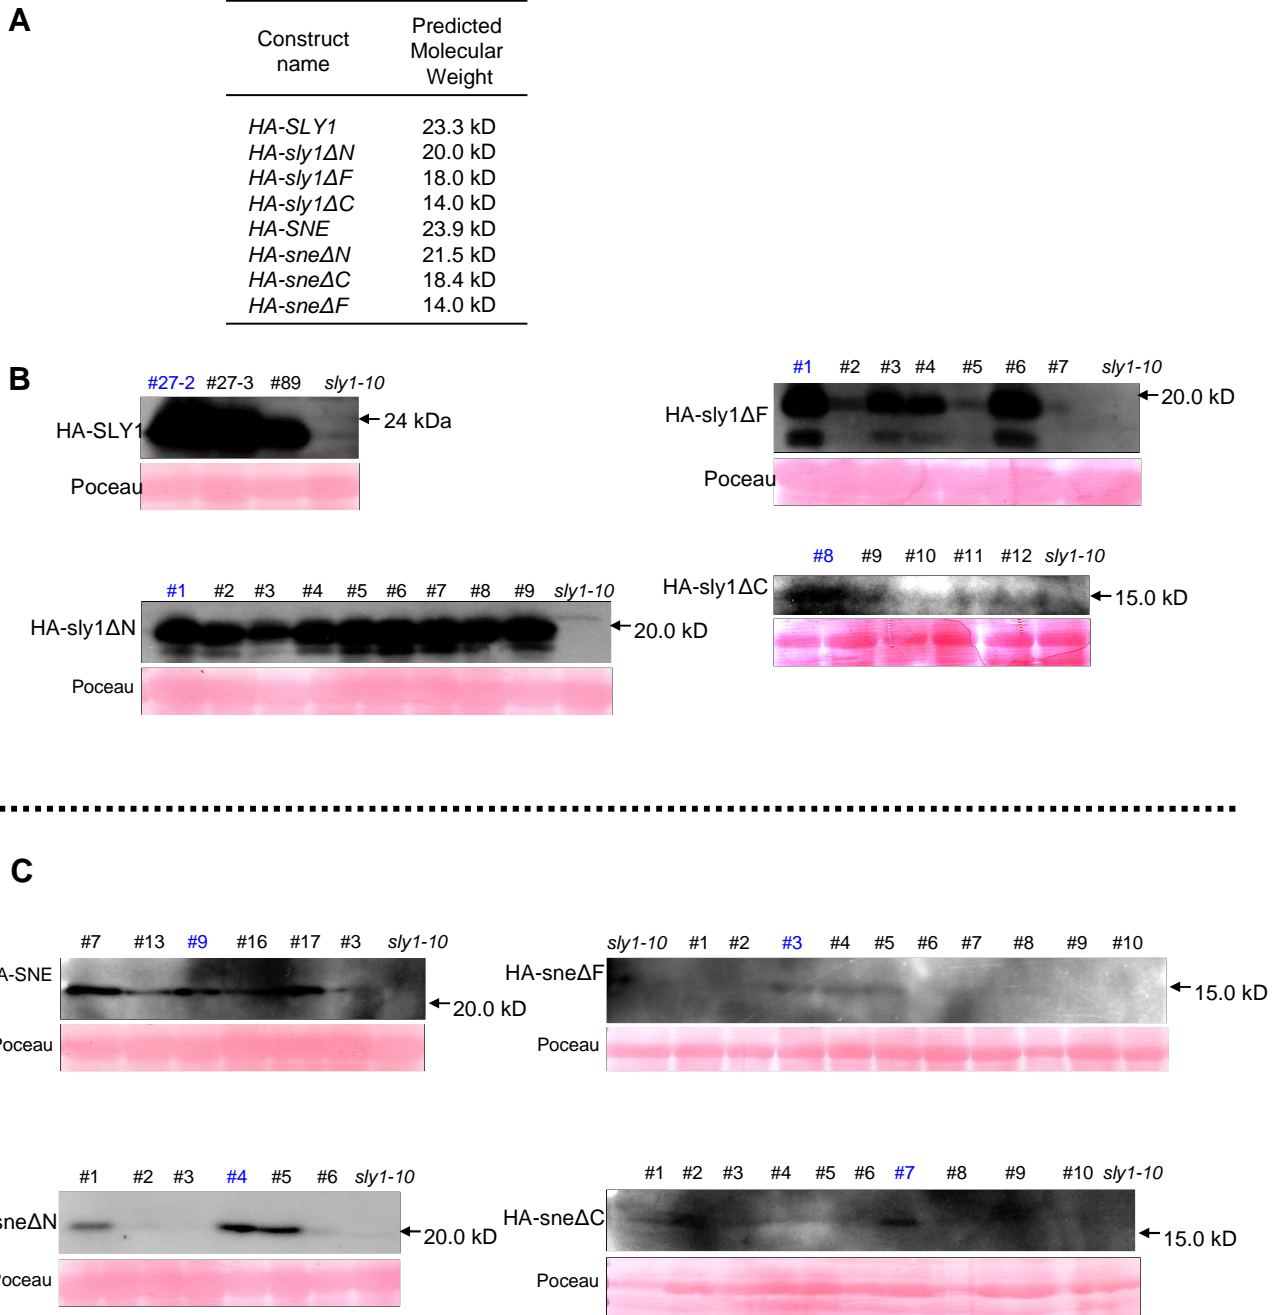 A
Construct name
Predicted Molecular Weight
HA-SLY1 23.3 kD
HA-sly1ΔN 20.0 kD
HA-sly1ΔF 18.0 kD
HA-sly1ΔC 14.0 kD
HA-SNE 23.9 kD
HA-sneΔN 21.5 kD
HA-sneΔC 18.4 kD
HA-sneΔF 14.0 kD
B
#27-2 #27-3 #89 sly1-10
HA-SLY1
24 kDa
Poceau
#1 #2 #3 #4 #5 #6 #7 sly1-10
HA-sly1ΔF
20.0 kD
Poceau
#1 #2 #3 #4 #5 #6 #7 #8 #9 sly1-10
HA-sly1ΔN
20.0 kD
Poceau
#8 #9 #10 #11 #12 sly1-10
HA-sly1ΔC
15.0 kD
C
#7 #13 #9 #16 #17 #3 sly1-10
A-SNE
20.0 kD
Poceau
sly1-10 #1 #2 #3 #4 #5 #6 #7 #8 #9 #10
HA-sneΔF
15.0 kD
Poceau
#1 #2 #3 #4 #5 #6 sly1-10
sneΔN
20.0 kD
Poceau
#1 #2 #3 #4 #5 #6 #7 #8 #9 #10 sly1-10
HA-sneΔC
15.0 kD
Poceau